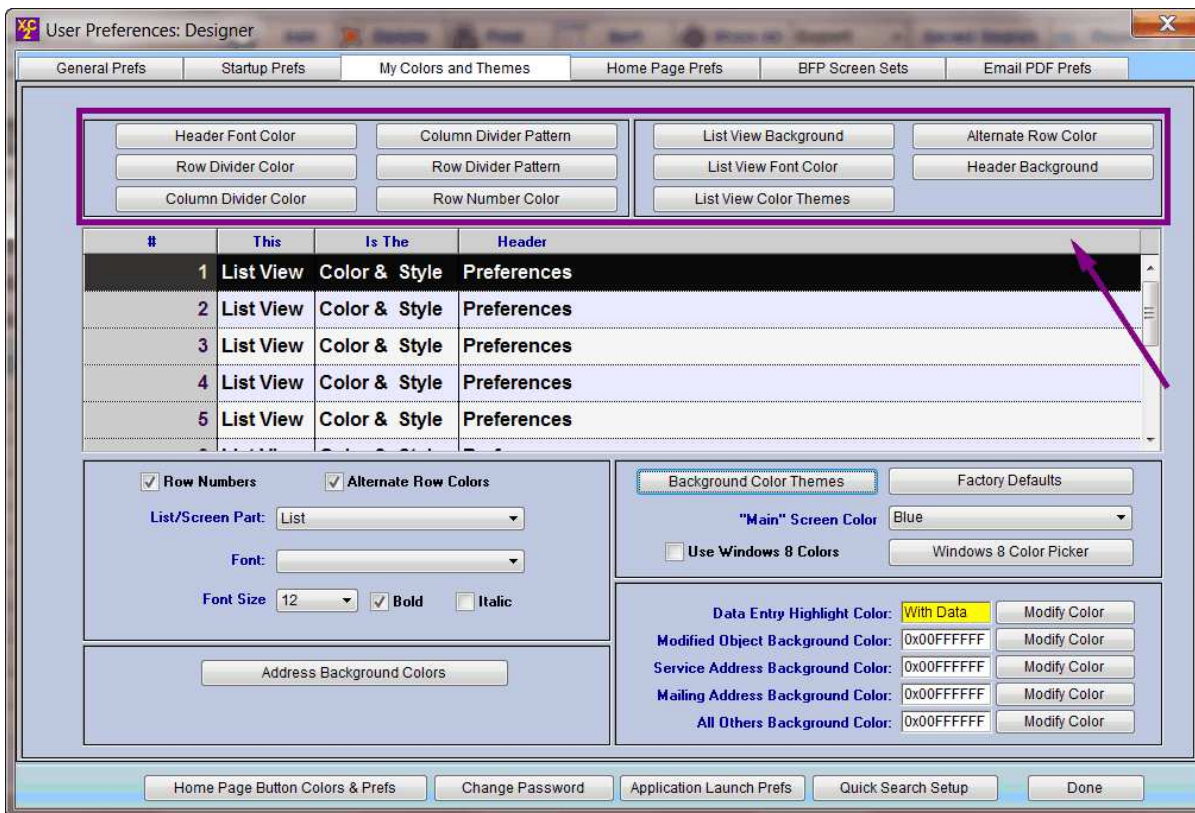 User Preferences: Designer
X
General Prefs Startup Prefs My Colors and Themes Home Page Prefs BFP Screen Sets Email PDF Prefs
Header Font Color Column Divider Pattern List View Background Alternate Row Color
Row Divider Color Row Divider Pattern List View Font Color Header Background
Column Divider Color Row Number Color List View Color Themes
# This Is The Header
1 List View Color & Style Preferences
2 List View Color & Style Preferences
3 List View Color & Style Preferences
4 List View Color & Style Preferences
5 List View Color & Style Preferences
Row Numbers Alternate Row Colors
List/Screen Part: List
Font:
Font Size 12 Bold Italic
Address Background Colors
Background Color Themes Factory Defaults
"Main" Screen Color Blue
Use Windows 8 Colors Windows 8 Color Picker
Data Entry Highlight Color: With Data Modify Color
Modified Object Background Color: 0x00FFFFFF Modify Color
Service Address Background Color: 0x00FFFFFF Modify Color
Mailing Address Background Color: 0x00FFFFFF Modify Color
All Others Background Color: 0x00FFFFFF Modify Color
Home Page Button Colors & Prefs Change Password Application Launch Prefs Quick Search Setup Done